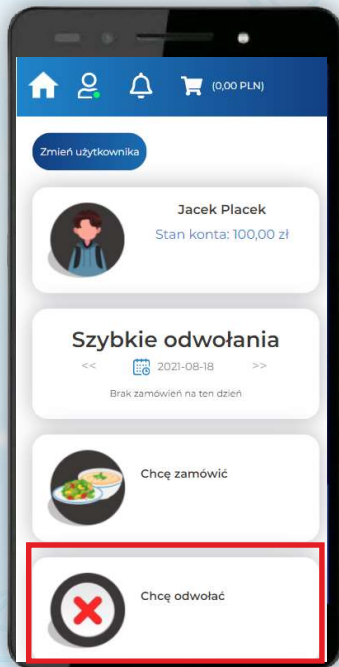 (0,00 PLN)
Zmień użytkownika
Jacek Placek
Stan konta: 100,00 zł
Szybkie odwołania
<< 2021-08-18 >>
Brak zamówień na ten dzień
Chcę zamówić
Chcę odwołać